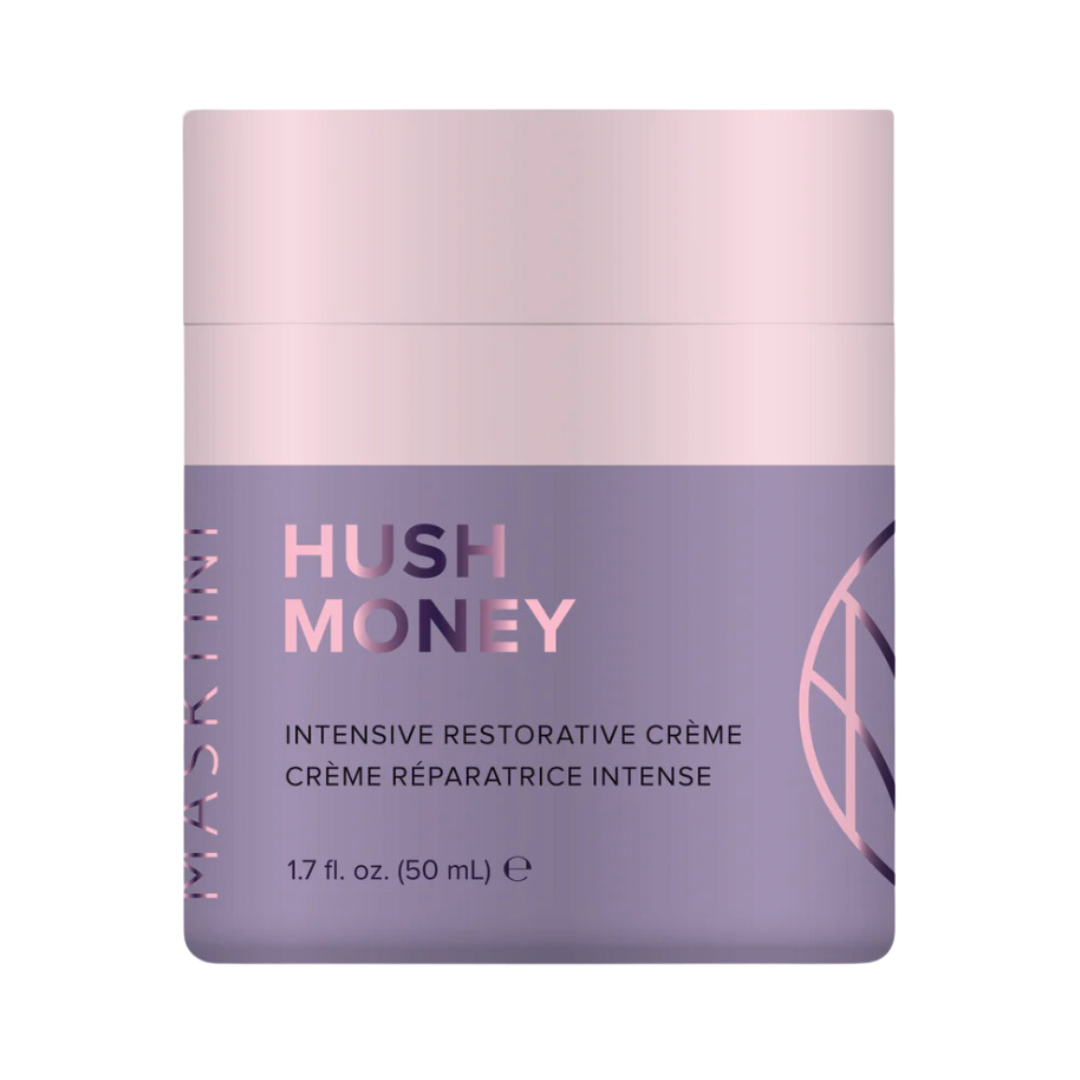 HUSH
MONEY
INTENSIVE RESTORATIVE CRÈME
CRÈME RÉPARATRICE INTENSE
1.7 fl. oz. (50 mL) ℮
MASKTINI